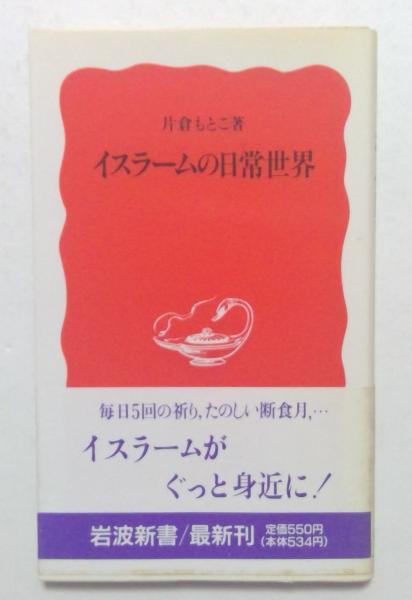 片倉もとこ著
イスラームの日常世界
毎日5回の祈り,たのしい断食月,…
イスラームが
ぐっと身近に!
岩波新書/最新刊 定価550円
(本体534円)